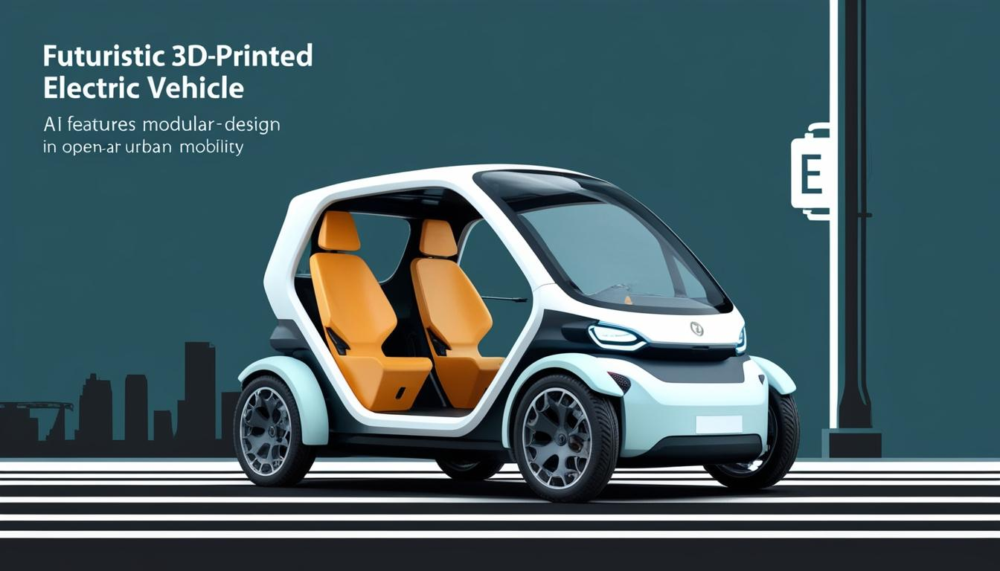 Futuristic 3D-Printed
Electric Vehicle
AI features modular-design
in open-ar urban mobility
E